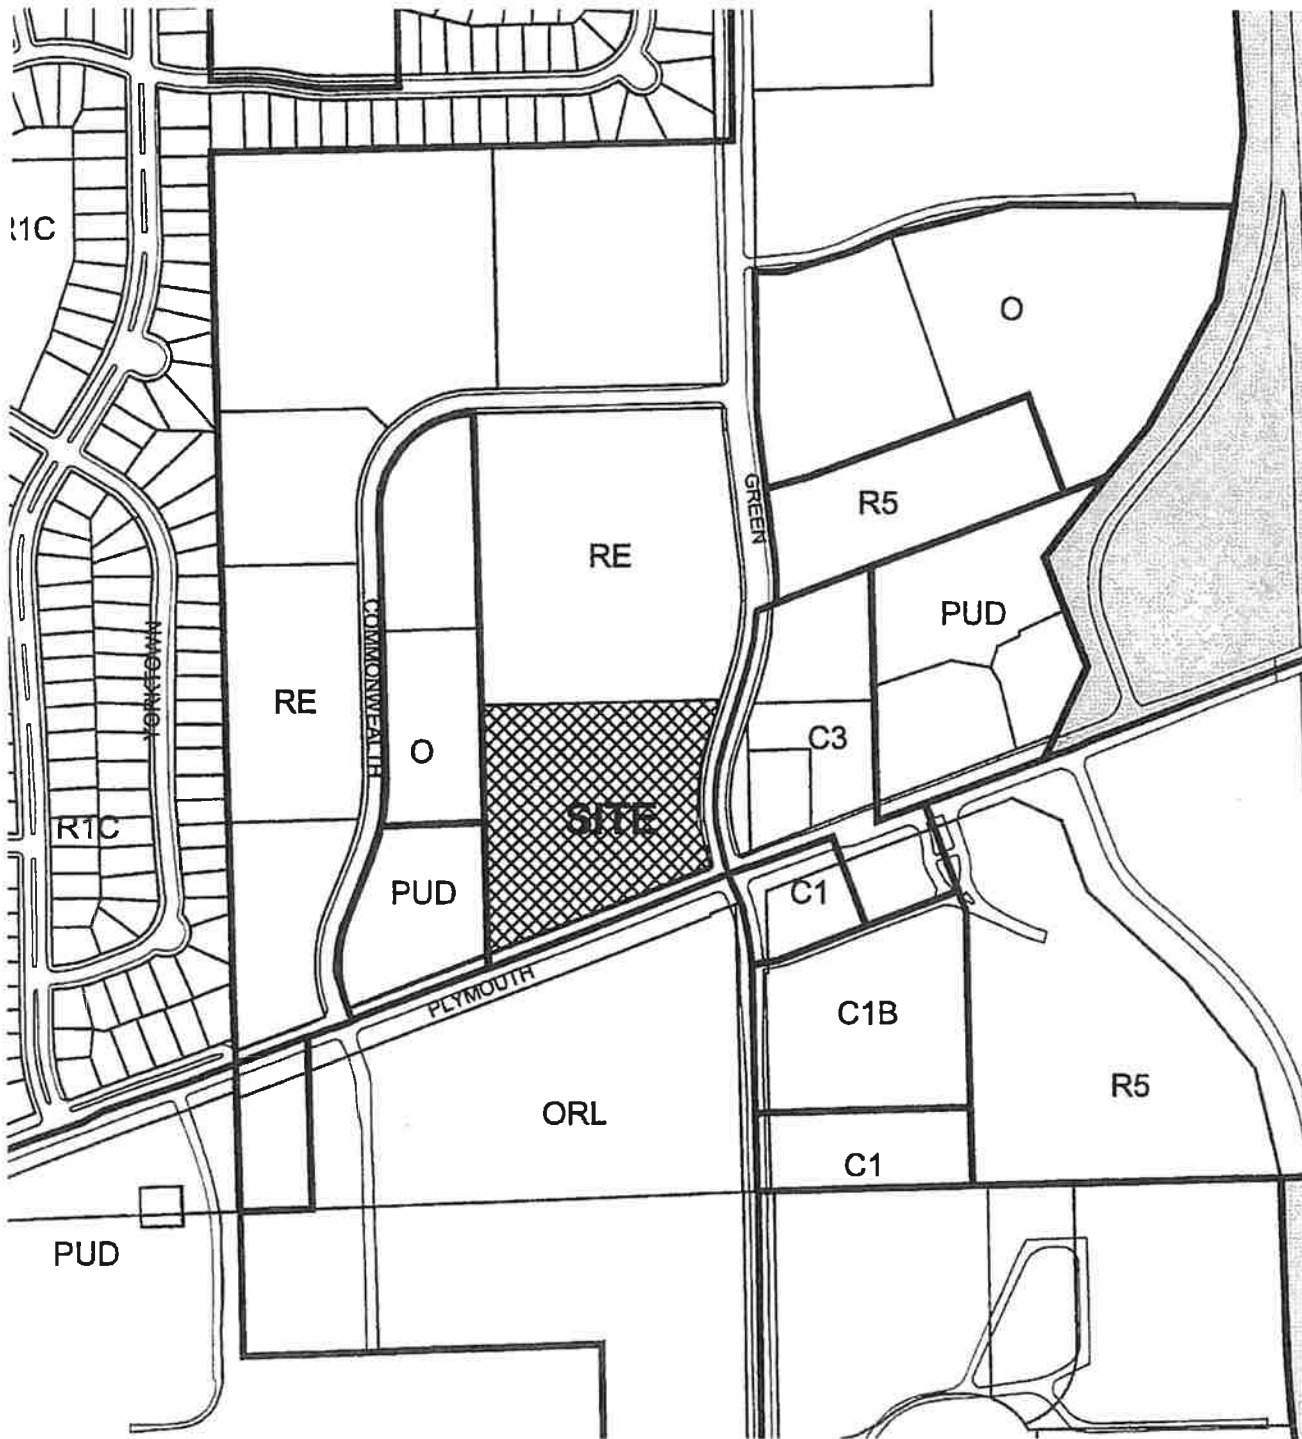 R1C
O
GREEN
R5
RE
COMMONWEALTH
PUD
YORKTOWN
RE
O
C3
SITE
R1C
PUD
C1
PLYMOUTH
C1B
ORL
R5
C1
PUD